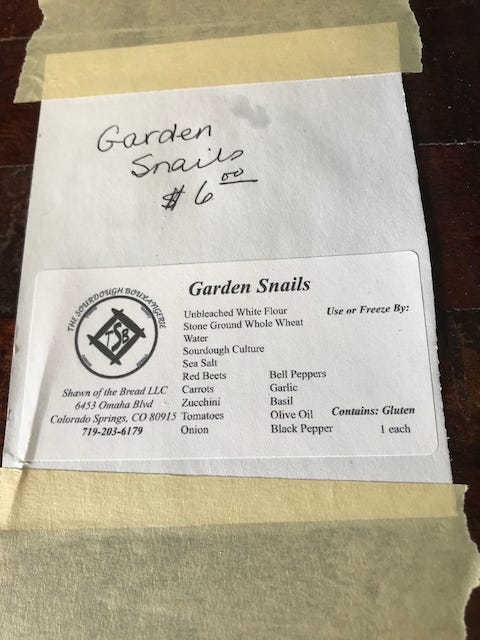 Garden
Snails
$ 6 00
Garden Snails
THE SOURDOUGH BOULANGERIE
TSB
Shawn of the Bread LLC
6453 Omaha Blvd
Colorado Springs, CO 80915
719-203-6179
Unbleached White Flour
Stone Ground Whole Wheat
Water
Sourdough Culture
Sea Salt
Red Beets
Carrots
Zucchini
Tomatoes
Onion
Bell Peppers
Garlic
Basil
Olive Oil
Black Pepper
Use or Freeze By:
Contains: Gluten
1 each